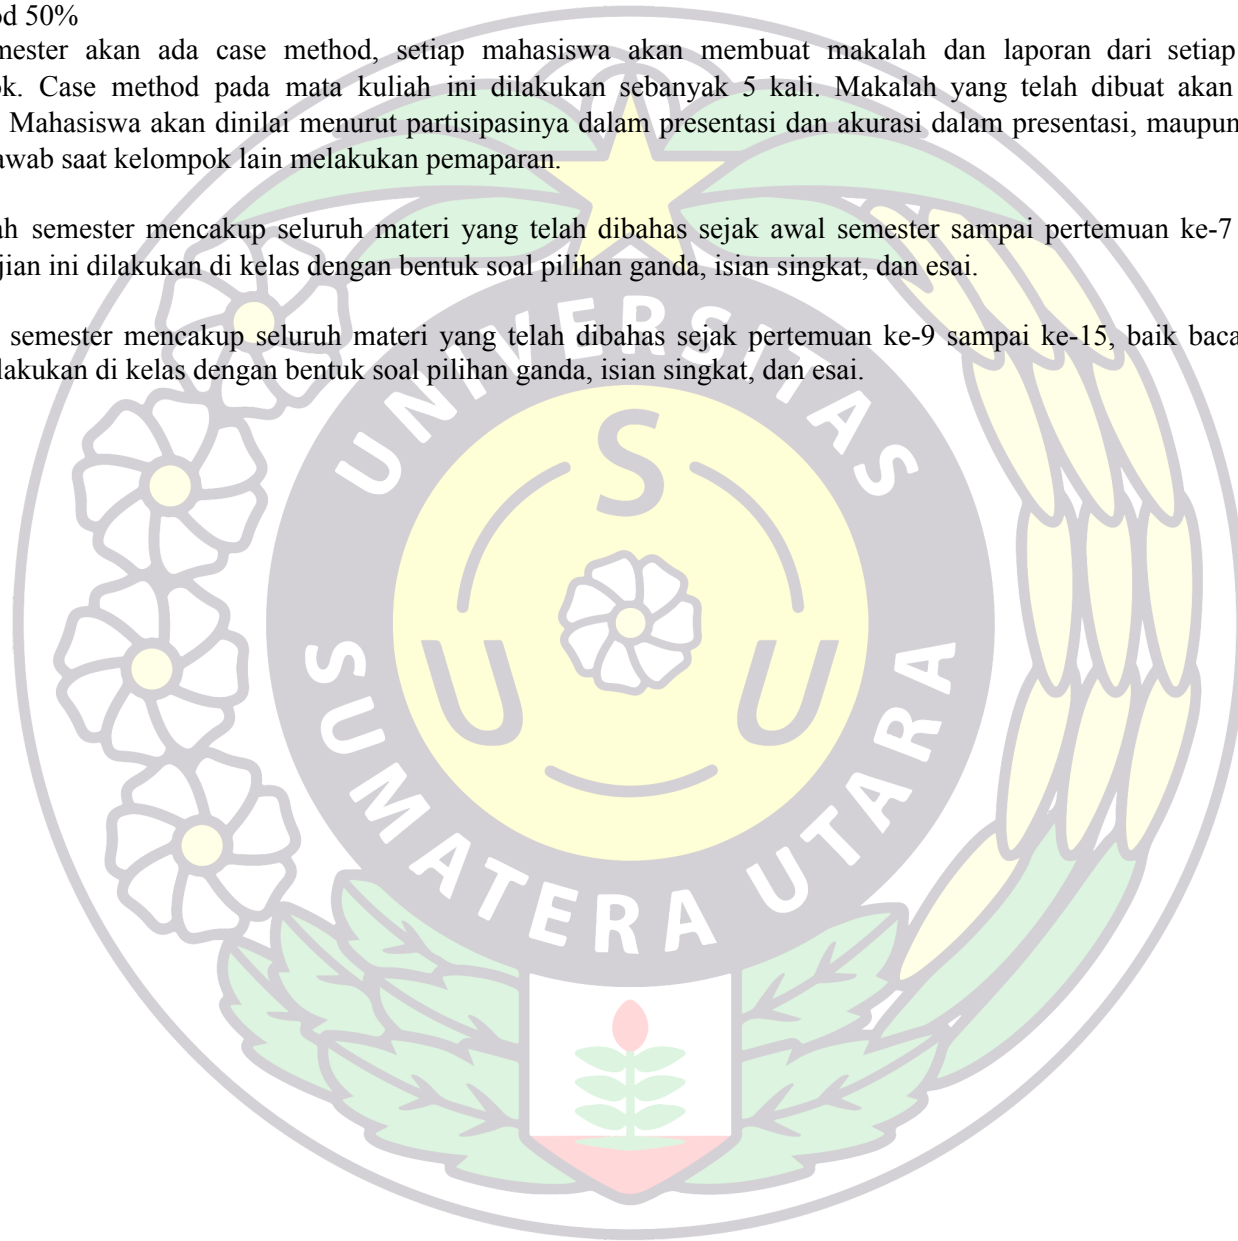 od 50%
mester akan ada case method, setiap mahasiswa akan membuat makalah dan laporan dari setiap
ok. Case method pada mata kuliah ini dilakukan sebanyak 5 kali. Makalah yang telah dibuat akan
Mahasiswa akan dinilai menurut partisipasinya dalam presentasi dan akurasi dalam presentasi, maupun
awab saat kelompok lain melakukan pemaparan.
ah semester mencakup seluruh materi yang telah dibahas sejak awal semester sampai pertemuan ke-7
jian ini dilakukan di kelas dengan bentuk soal pilihan ganda, isian singkat, dan esai.
semester mencakup seluruh materi yang telah dibahas sejak pertemuan ke-9 sampai ke-15, baik baca
lakukan di kelas dengan bentuk soal pilihan ganda, isian singkat, dan esai.
UNIVERSITAS
S
U U
SUMATERA UTARA